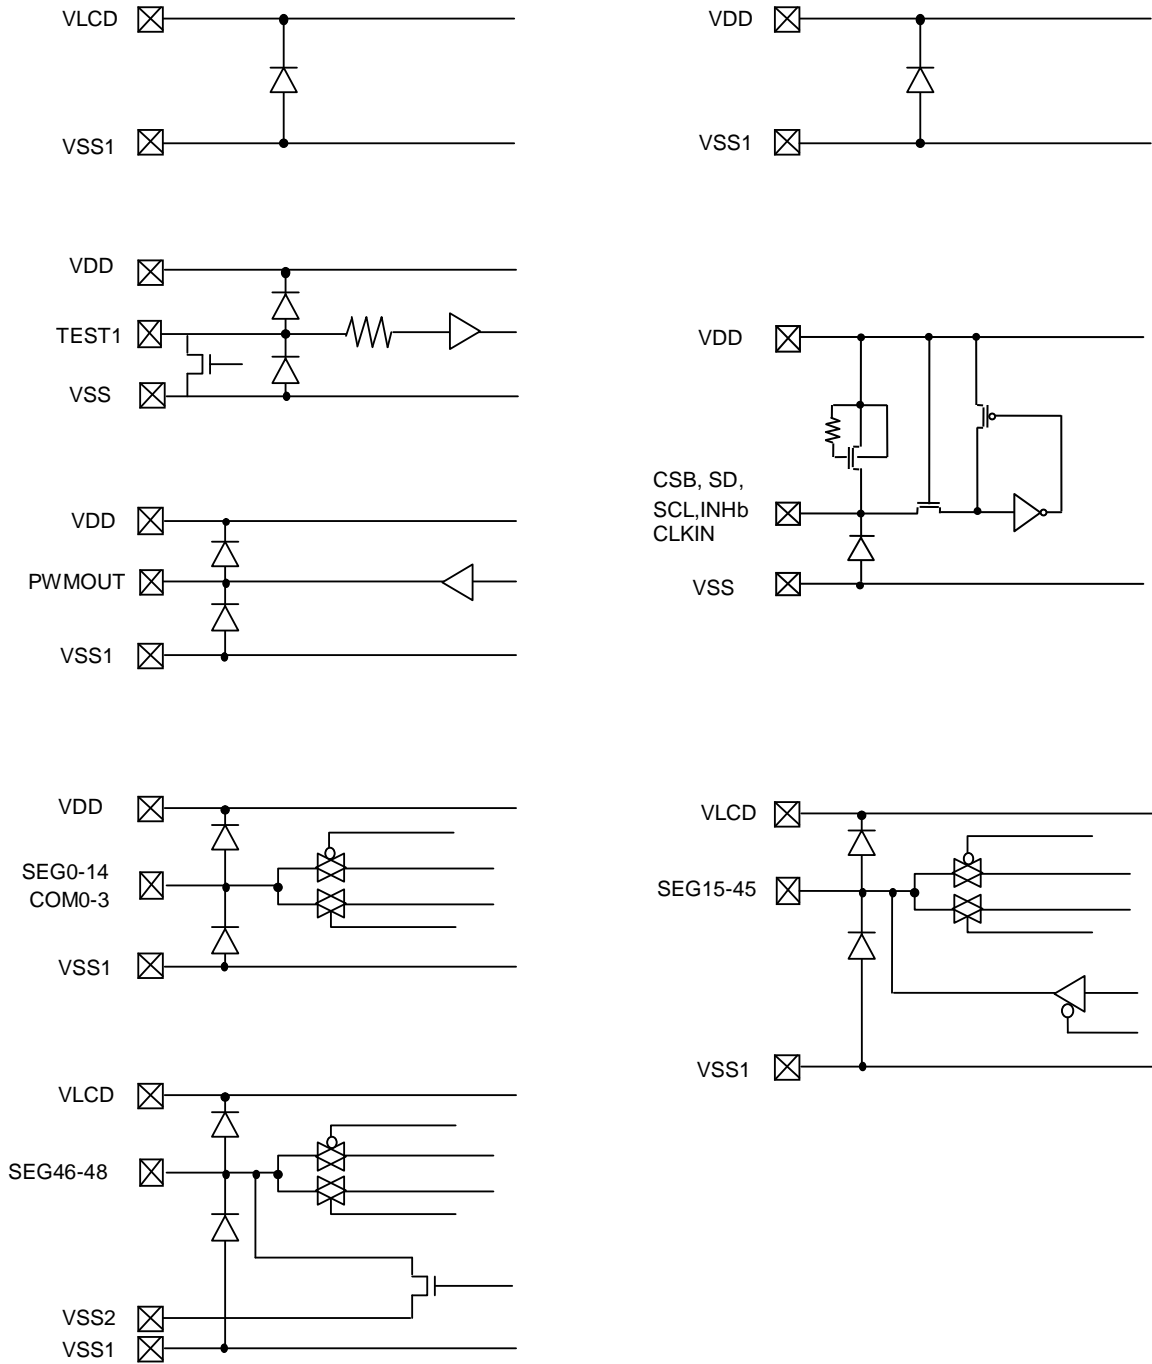 VLCD
VSS1
VDD
VSS1
VDD
TEST1
VSS
VDD
CSB, SD,
SCL,INHb
CLKIN
VSS
VDD
PWMOUT
VSS1
VDD
SEG0-14
COM0-3
VSS1
VLCD
SEG15-45
VSS1
VLCD
SEG46-48
VSS2
VSS1